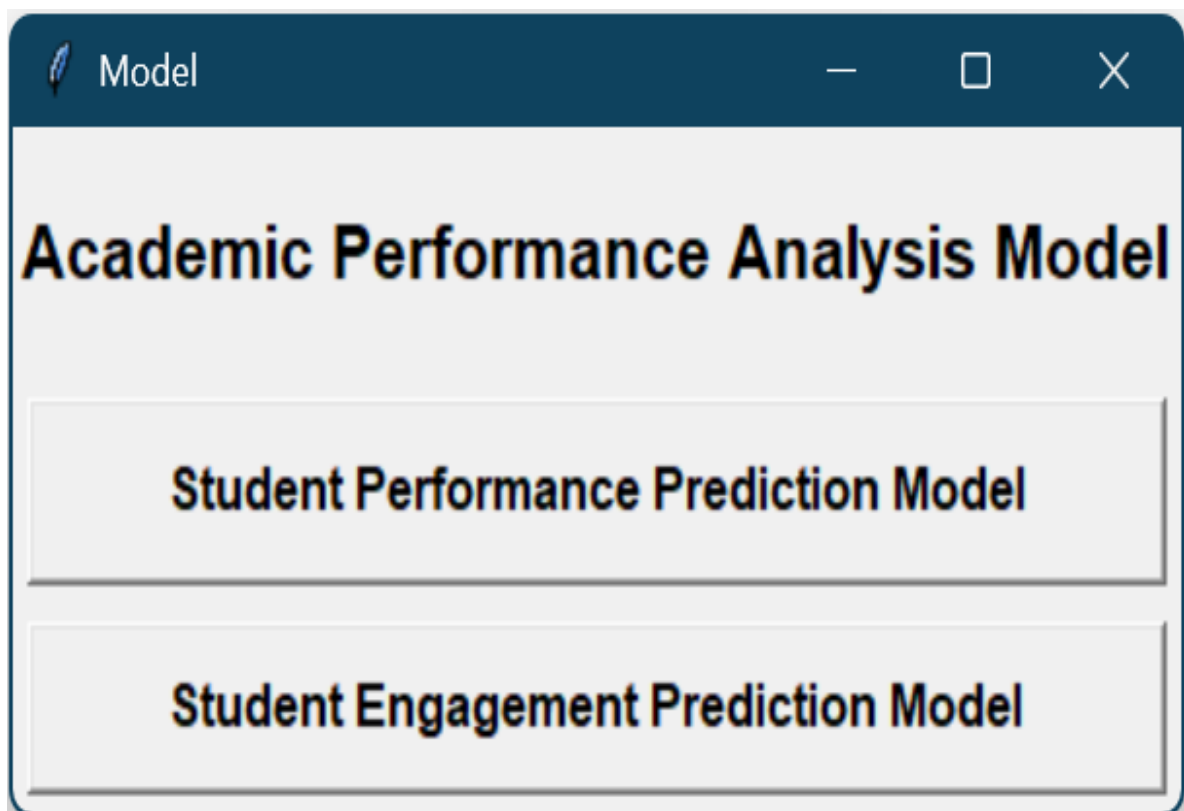 Model
Academic Performance Analysis Model
Student Performance Prediction Model
Student Engagement Prediction Model